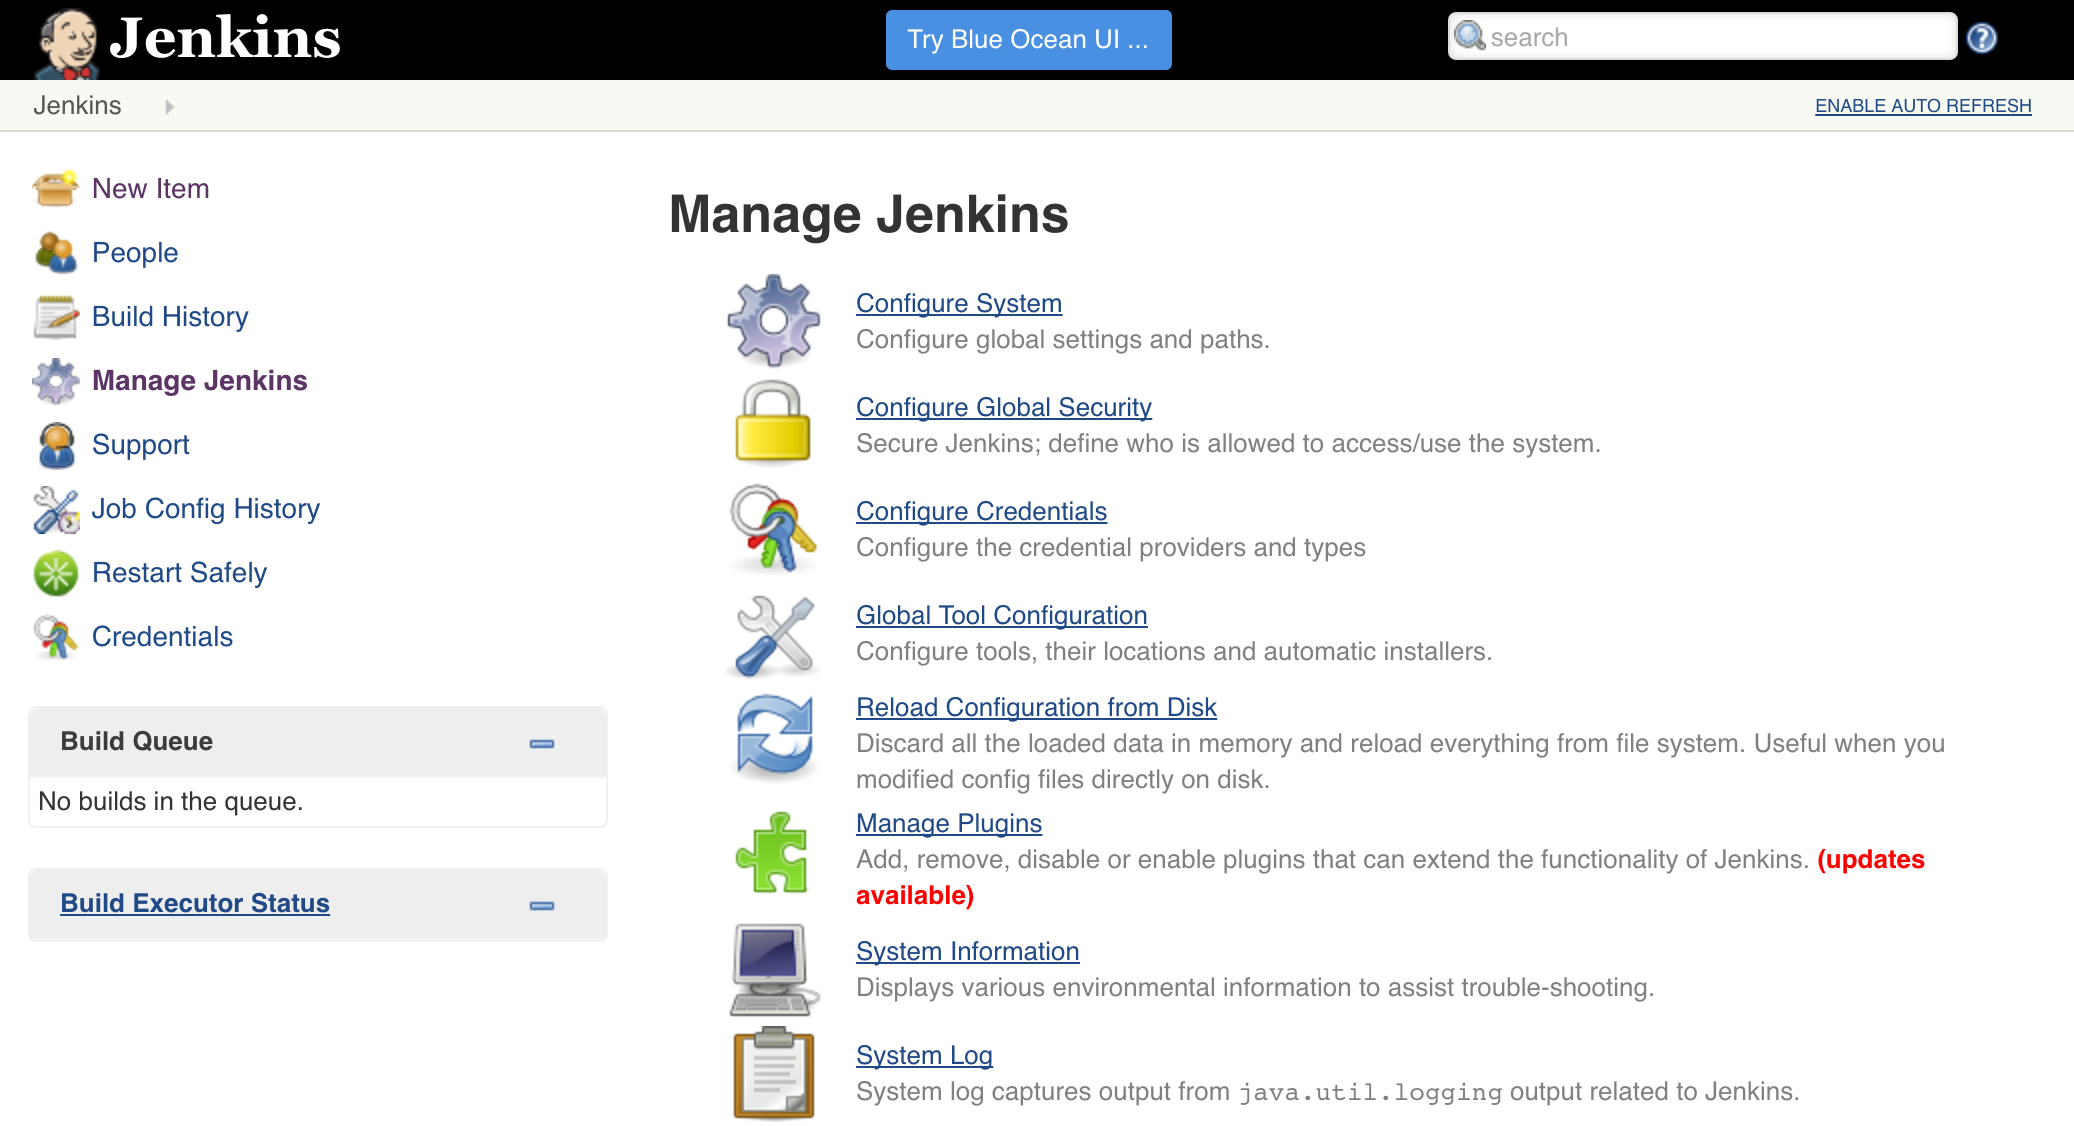 Jenkins
Try Blue Ocean UI ...
search
Jenkins
ENABLE AUTO REFRESH
New Item
People
Build History
Manage Jenkins
Support
Job Config History
Restart Safely
Credentials
Build Queue
No builds in the queue.
Build Executor Status
Manage Jenkins
Configure System
Configure global settings and paths.
Configure Global Security
Secure Jenkins; define who is allowed to access/use the system.
Configure Credentials
Configure the credential providers and types
Global Tool Configuration
Configure tools, their locations and automatic installers.
Reload Configuration from Disk
Discard all the loaded data in memory and reload everything from file system. Useful when you
modified config files directly on disk.
Manage Plugins
Add, remove, disable or enable plugins that can extend the functionality of Jenkins. (updates
available)
System Information
Displays various environmental information to assist trouble-shooting.
System Log
System log captures output from java.util.logging output related to Jenkins.